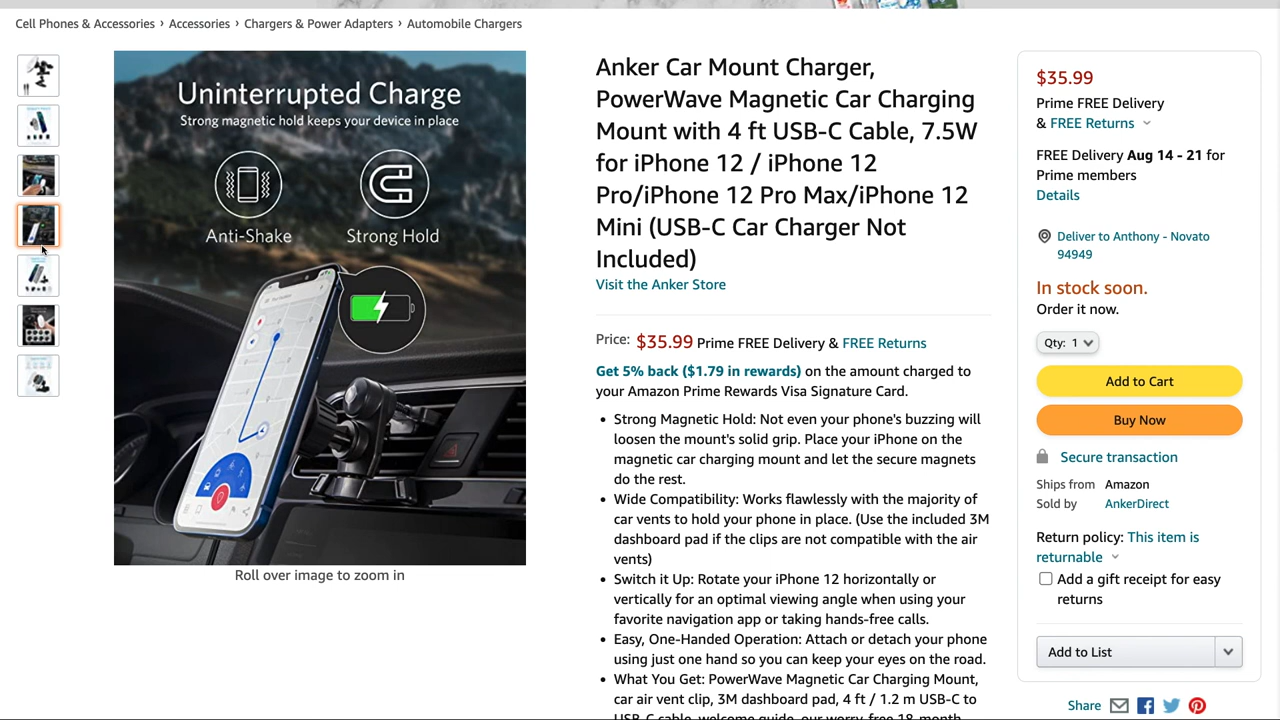 Cell Phones & Accessories › Accessories › Chargers & Power Adapters › Automobile Chargers
Uninterrupted Charge
Strong magnetic hold keeps your device in place
Anti-Shake
Strong Hold
Roll over image to zoom in
Anker Car Mount Charger,
PowerWave Magnetic Car Charging
Mount with 4 ft USB-C Cable, 7.5W
for iPhone 12 / iPhone 12
Pro/iPhone 12 Pro Max/iPhone 12
Mini (USB-C Car Charger Not
Included)
Visit the Anker Store
Price: $35.99 Prime FREE Delivery & FREE Returns
Get 5% back ($1.79 in rewards) on the amount charged to
your Amazon Prime Rewards Visa Signature Card.
• Strong Magnetic Hold: Not even your phone's buzzing will
loosen the mount's solid grip. Place your iPhone on the
magnetic car charging mount and let the secure magnets
do the rest.
• Wide Compatibility: Works flawlessly with the majority of
car vents to hold your phone in place. (Use the included 3M
dashboard pad if the clips are not compatible with the air
vents)
• Switch it Up: Rotate your iPhone 12 horizontally or
vertically for an optimal viewing angle when using your
favorite navigation app or taking hands-free calls.
• Easy, One-Handed Operation: Attach or detach your phone
using just one hand so you can keep your eyes on the road.
• What You Get: PowerWave Magnetic Car Charging Mount,
car air vent clip, 3M dashboard pad, 4 ft / 1.2 m USB-C to
USB-C cable, welcome guide, our worry-free 18-month
$35.99
Prime FREE Delivery
& FREE Returns
FREE Delivery Aug 14 - 21 for
Prime members
Details
Deliver to Anthony - Novato
94949
In stock soon.
Order it now.
Qty: 1
Add to Cart
Buy Now
Secure transaction
Ships from Amazon
Sold by AnkerDirect
Return policy: This item is
returnable
Add a gift receipt for easy
returns
Add to List
Share